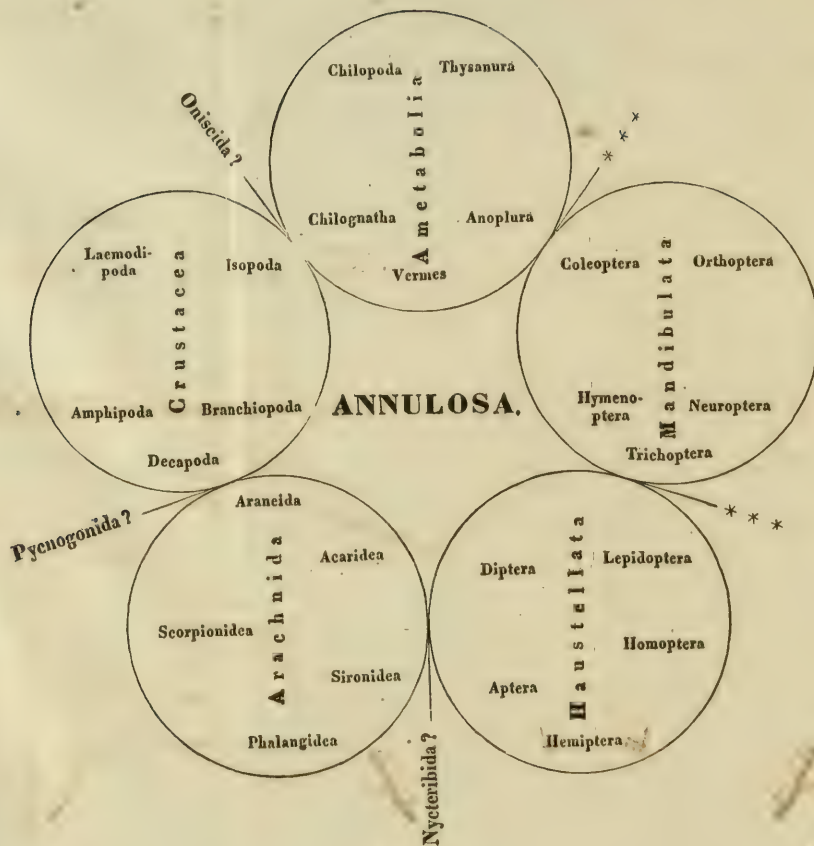 Chilopoda Thysanura
Ametabolia
Chilognatha Anoplura
Vermes
Oniscida?
* * *
Laemodi-
poda
Isopoda
Crustacea
Amphipoda Branchiopoda
Decapoda
Coleoptera Orthoptera
Mandibulata
Hymeno-
ptera
Neuroptera
Trichoptera
ANNULOSA.
Pycnogonida?
* * *
Araneida
Acaridea
Arachnida
Scorpionidea
Sironidea
Phalangidea
Diptera Lepidoptera
Haustellata
Homoptera
Aptera
Hemiptera
Nycteribida?